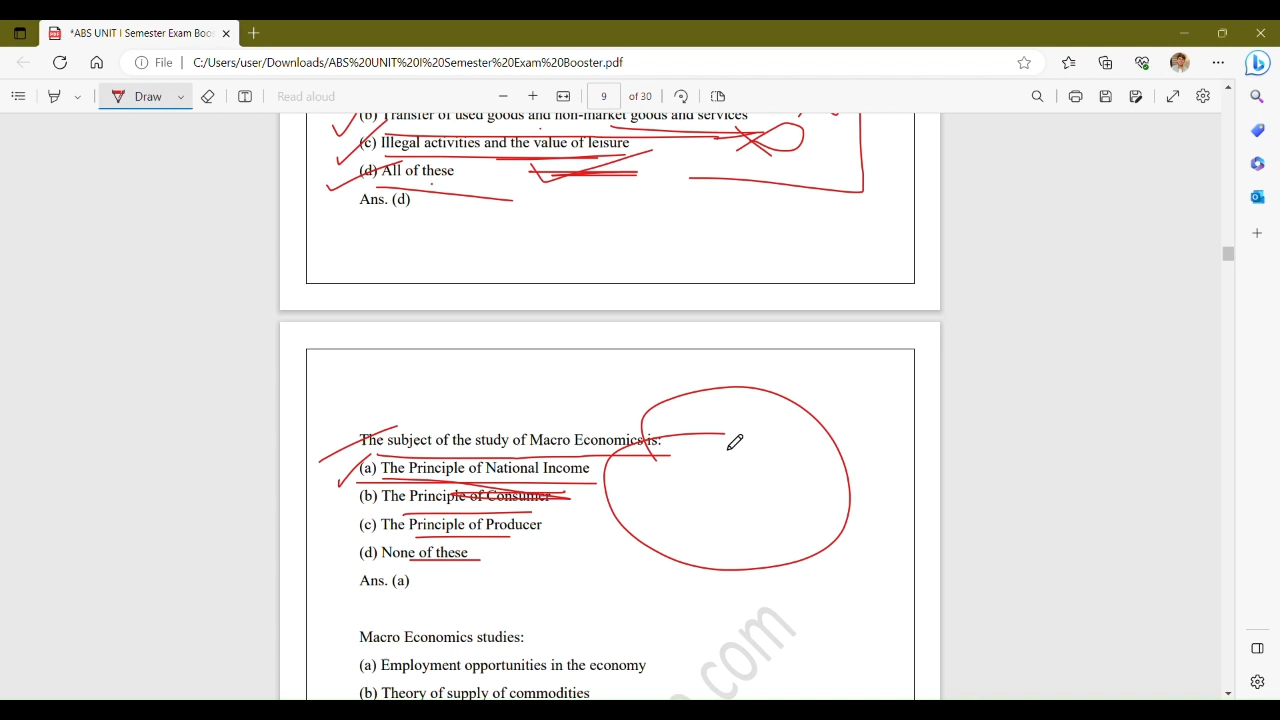 *ABS UNIT I Semester Exam Boo
File | C:/Users/user/Downloads/ABS%20UNIT%20I%20Semester%20Exam%20Booster.pdf
Draw
Read aloud
9 of 30
(b) Transfer of used goods and non-market goods and services
(c) Illegal activities and the value of leisure
(d) All of these
Ans. (d)
The subject of the study of Macro Economics is:
(a) The Principle of National Income
(b) The Principle of Consumer
(c) The Principle of Producer
(d) None of these
Ans. (a)
Macro Economics studies:
(a) Employment opportunities in the economy
(b) Theory of supply of commodities
.com